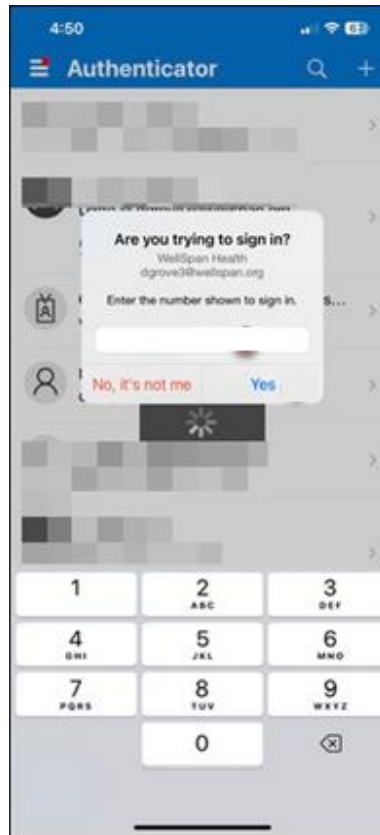 4:50
63
Authenticator
Are you trying to sign in?
WellSpan Health
dgrove3@wellspan.org
Enter the number shown to sign in.
s...
No, it's not me
Yes
1
2
ABC
3
DEF
4
GHI
5
JKL
6
MNO
7
PQRS
8
TUV
9
WXYZ
0